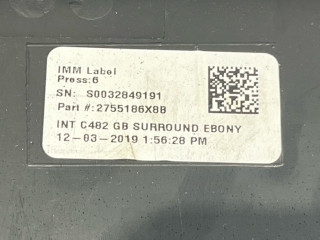 IMM Label
Press:6
SN: S0032849191
Part #:2755186X8B
INT C482 GB SURROUND EBONY
12-03-2019 1:56:28 PM